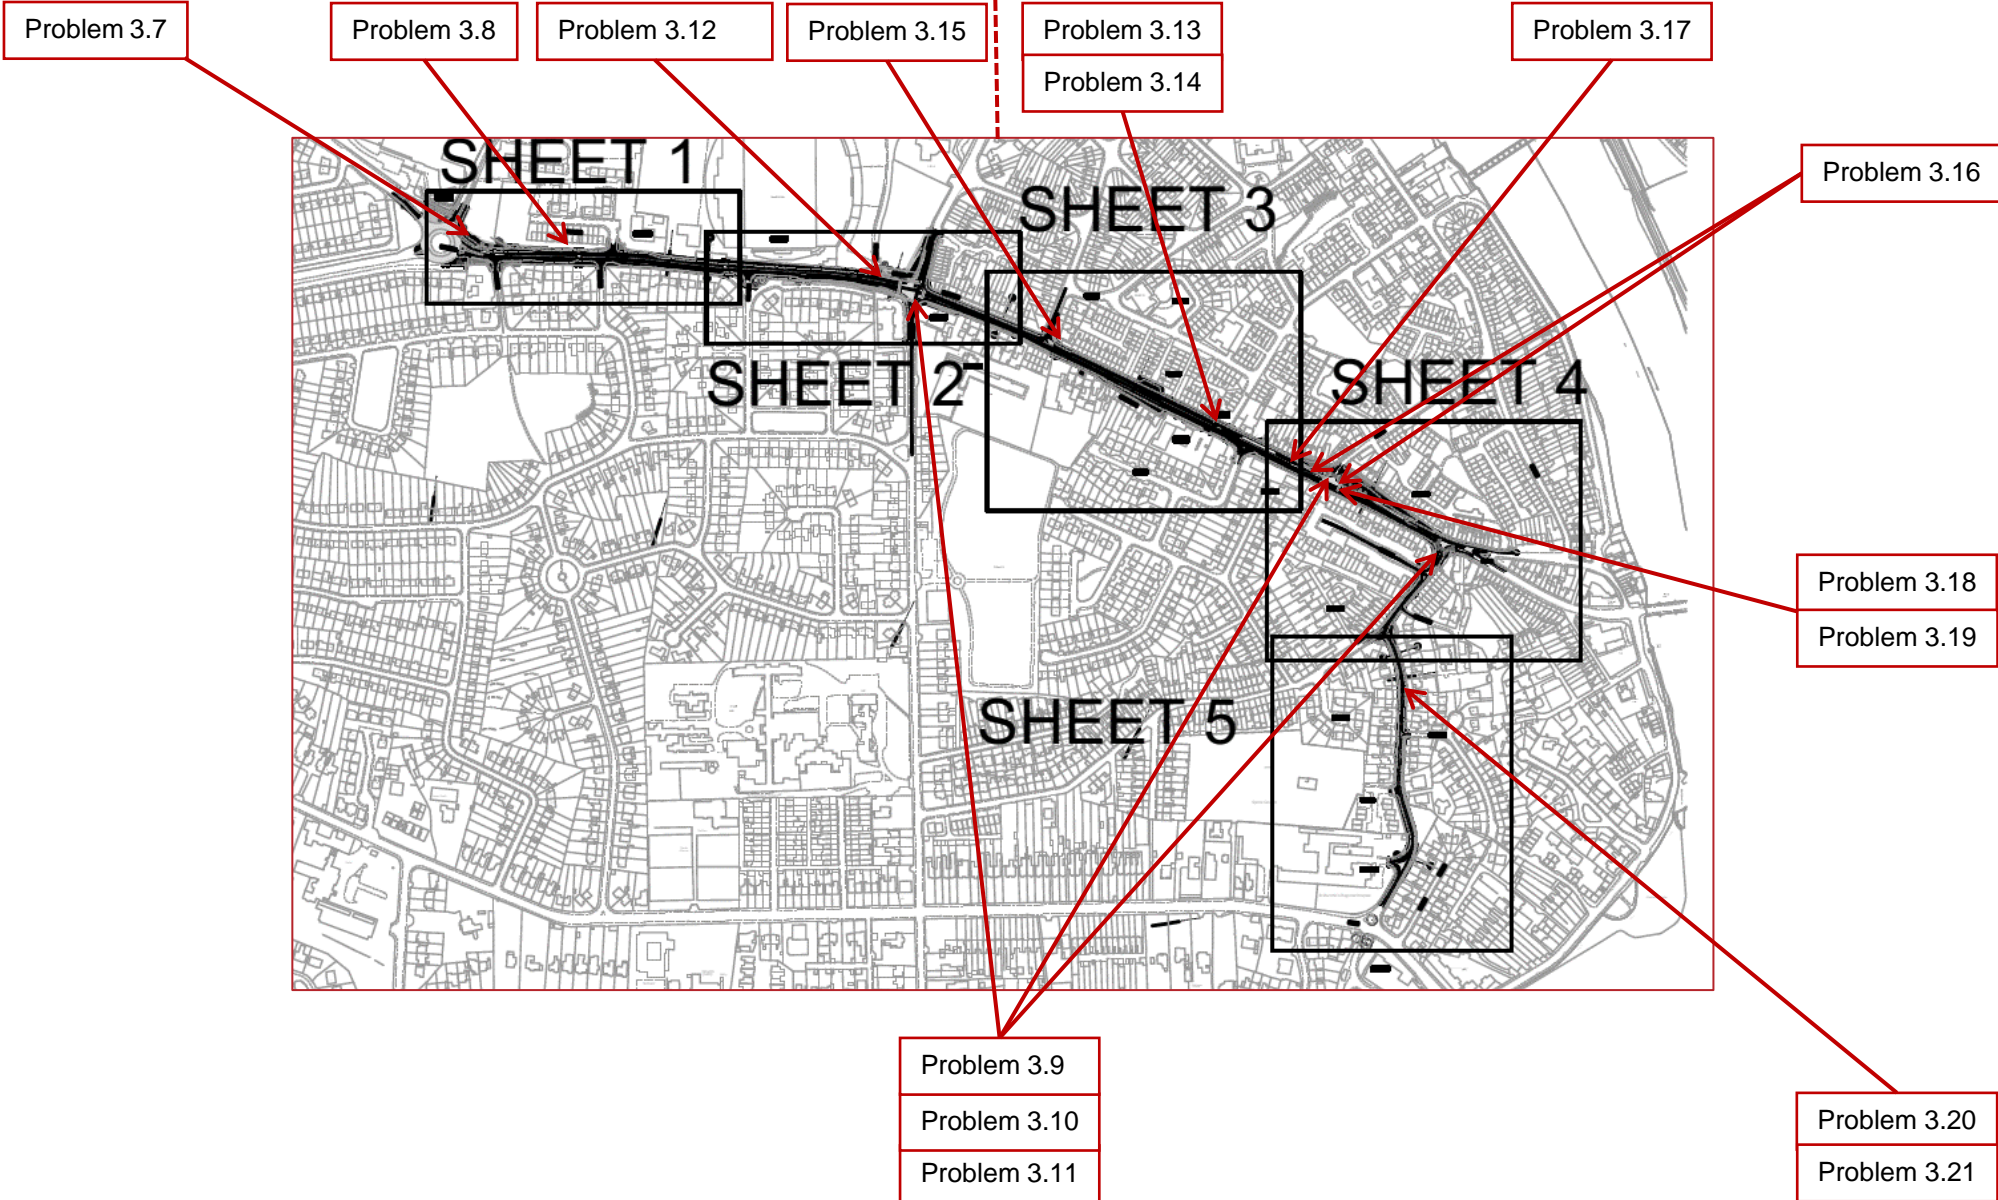 Problem 3.7
Problem 3.8
Problem 3.12
Problem 3.15
Problem 3.13
Problem 3.14
Problem 3.17
Problem 3.16
SHEET 1
SHEET 3
SHEET 2
SHEET 4
Problem 3.18
Problem 3.19
SHEET 5
Problem 3.9
Problem 3.10
Problem 3.11
Problem 3.20
Problem 3.21